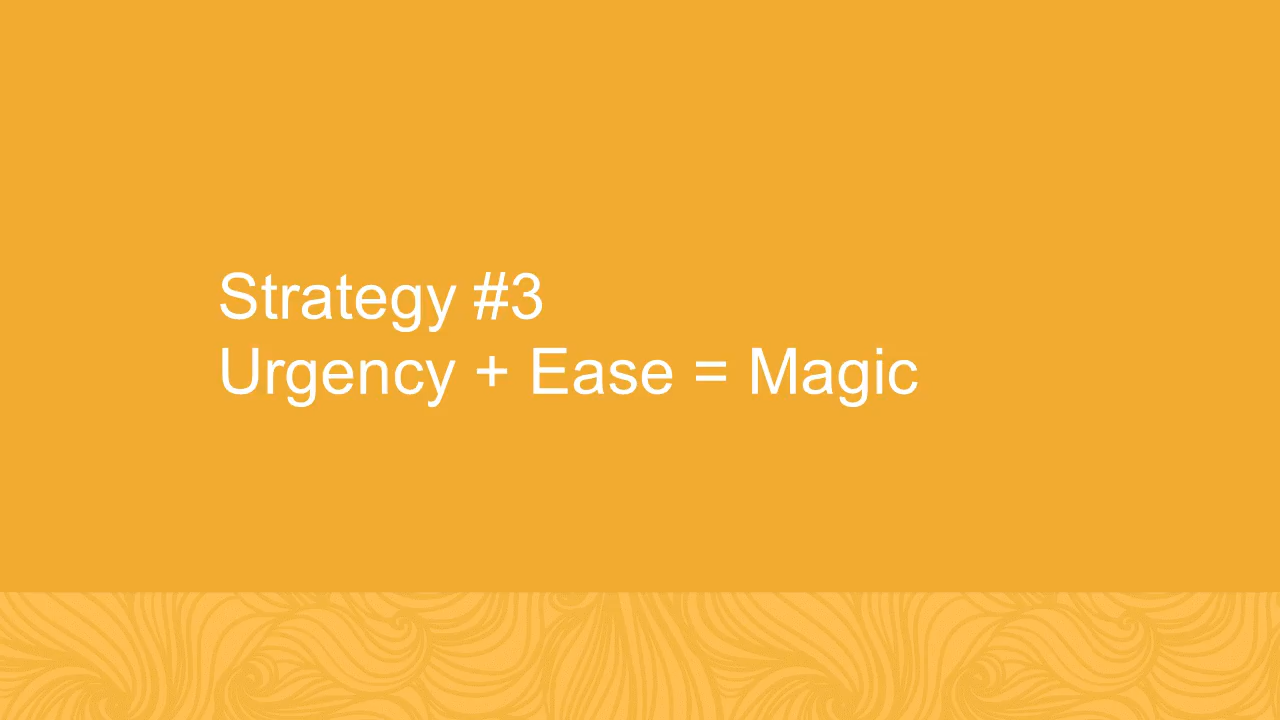 Strategy #3
Urgency + Ease = Magic